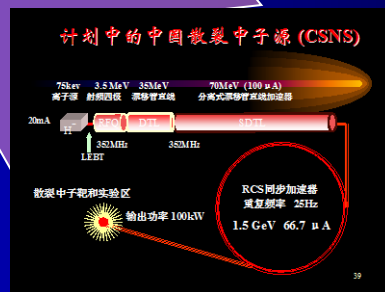 计划中的中国散裂中子源 (CSNS)
75kev 3.5 MeV 35MeV 70MeV (100 μA)
离子源 射频四极 漂移管直线 分离式漂移管直线加速器
20mA H⁻ RFQ DTL SDTL
352MHz 352MHz
LEBT
散裂中子靶和实验区
RCS同步加速器
重复频率 25Hz
输出功率 100kW
1.5 GeV 66.7 μA
39